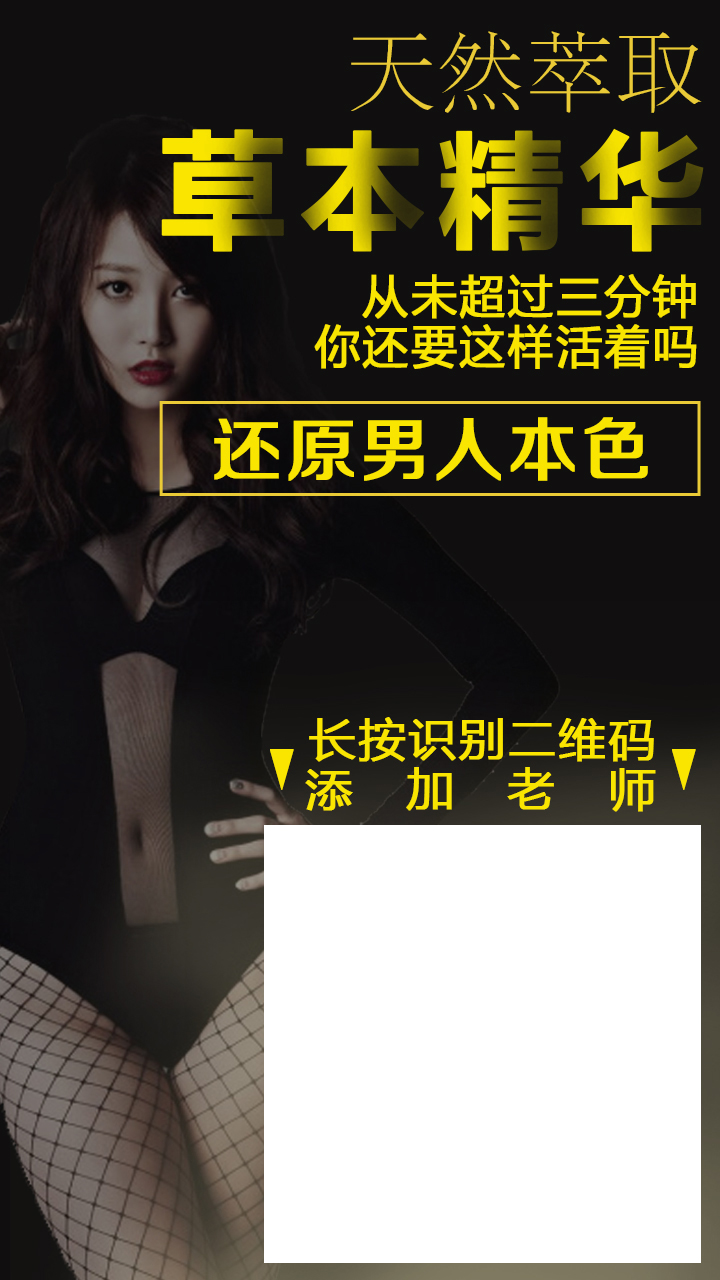 天然萃取
草本精华
从未超过三分钟
你还要这样活着吗
还原男人本色
长按识别二维码
添加老师